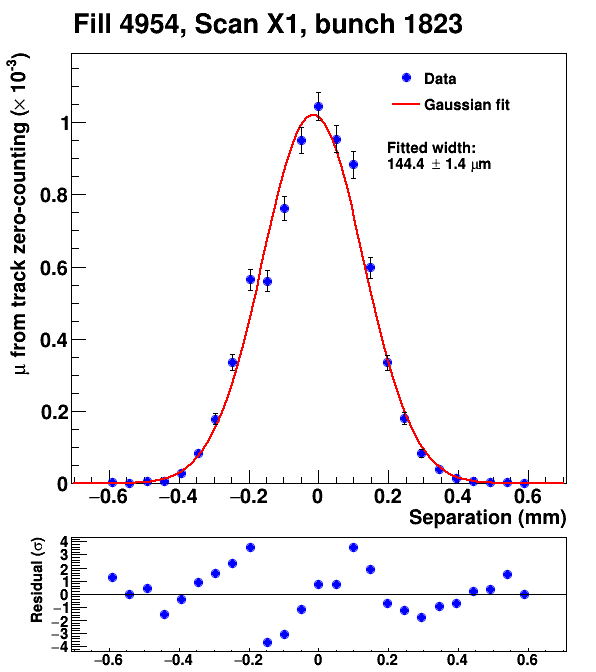 Fill 4954, Scan X1, bunch 1823
μ from track zero-counting (× 10⁻³)
Data
Gaussian fit
Fitted width:
144.4 ± 1.4 μm
1
0.8
0.6
0.4
0.2
0
−0.6 −0.4 −0.2 0 0.2 0.4 0.6
Separation (mm)
Residual (σ)
4
3
2
1
0
−1
−2
−3
−4
−0.6 −0.4 −0.2 0 0.2 0.4 0.6